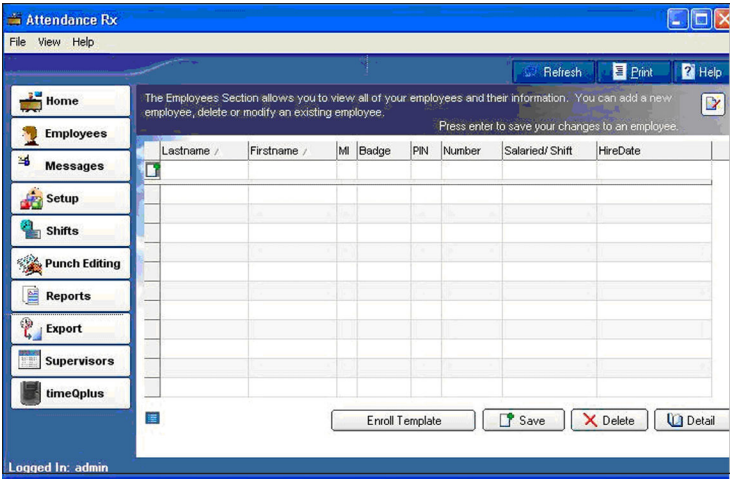 Attendance Rx
File View Help
Refresh Print Help
Home
Employees
Messages
Setup
Shifts
Punch Editing
Reports
Export
Supervisors
timeQplus
The Employees Section allows you to view all of your employees and their information. You can add a new
employee, delete or modify an existing employee.
Press enter to save your changes to an employee.
Lastname Firstname MI Badge PIN Number Salaried/ Shift HireDate
Enroll Template Save Delete Detail
Logged In: admin